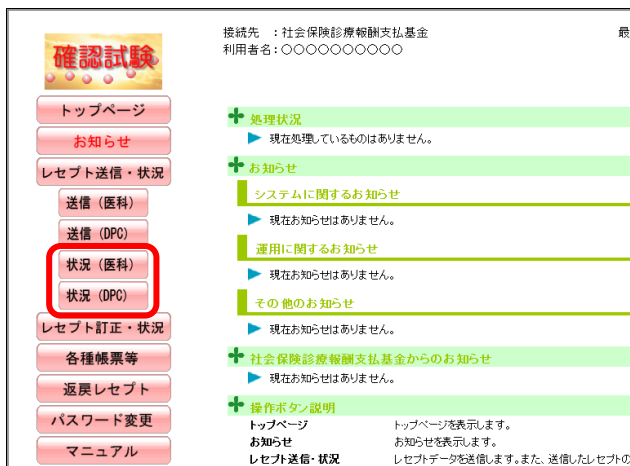 接続先 ：社会保険診療報酬支払基金
最
利用者名：○○○○○○○○○○
確認試験
トップページ
お知らせ
レセプト送信・状況
送信（医科）
送信（DPC）
状況（医科）
状況（DPC）
レセプト訂正・状況
各種帳票等
返戻レセプト
パスワード変更
マニュアル
処理状況
現在処理しているものはありません。
お知らせ
システムに関するお知らせ
現在お知らせはありません。
運用に関するお知らせ
現在お知らせはありません。
その他のお知らせ
現在お知らせはありません。
社会保険診療報酬支払基金からのお知らせ
現在お知らせはありません。
操作ボタン説明
トップページ トップページを表示します。
お知らせ お知らせを表示します。
レセプト送信・状況 レセプトデータを送信します。また、送信したレセプトの